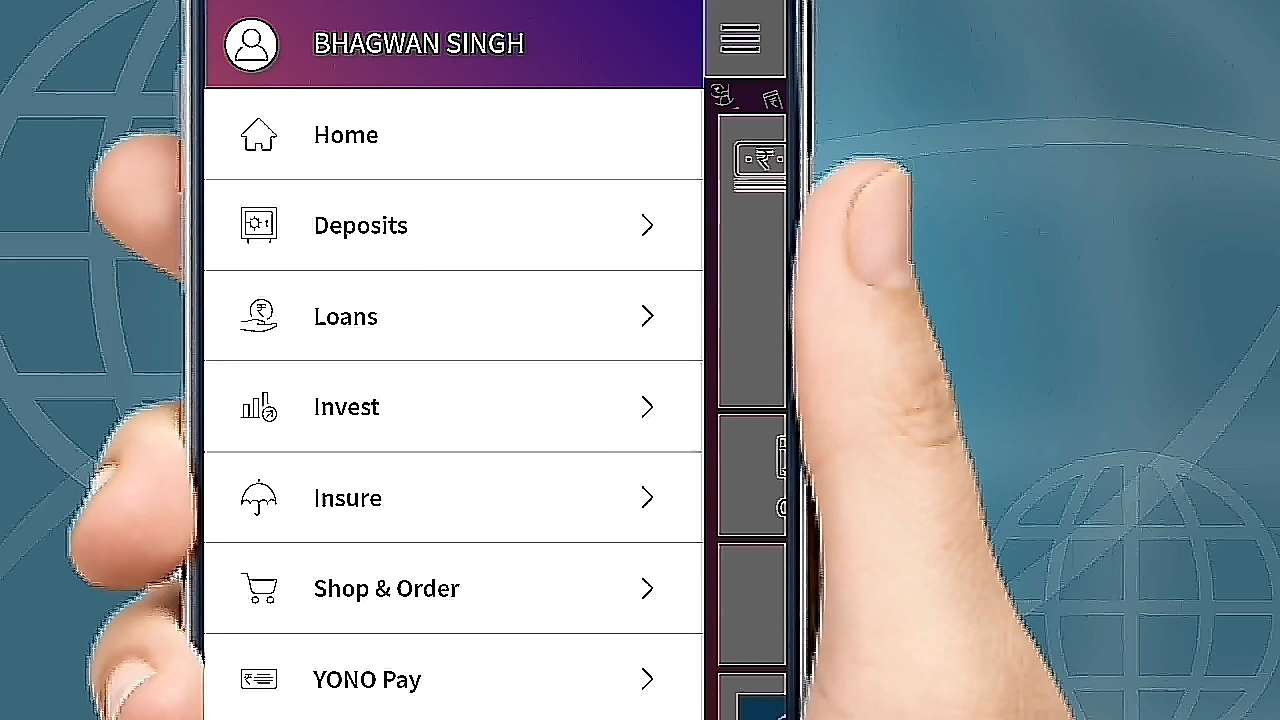 BHAGWAN SINGH
Home
Deposits
Loans
Invest
Insure
Shop & Order
YONO Pay